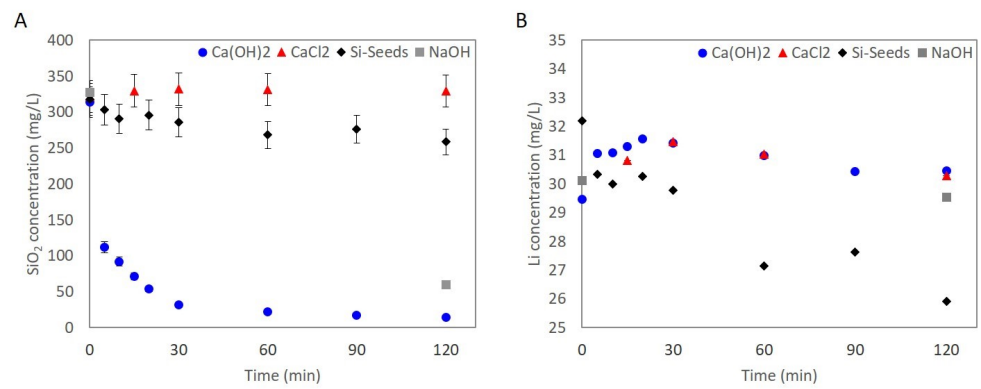 A
Ca(OH)2 CaCl2 Si-Seeds NaOH
SiO2 concentration (mg/L)
400
350
300
250
200
150
100
50
0
0 30 60 90 120
Time (min)
B
Ca(OH)2 CaCl2 Si-Seeds NaOH
Li concentration (mg/L)
35
34
33
32
31
30
29
28
27
26
25
0 30 60 90 120
Time (min)